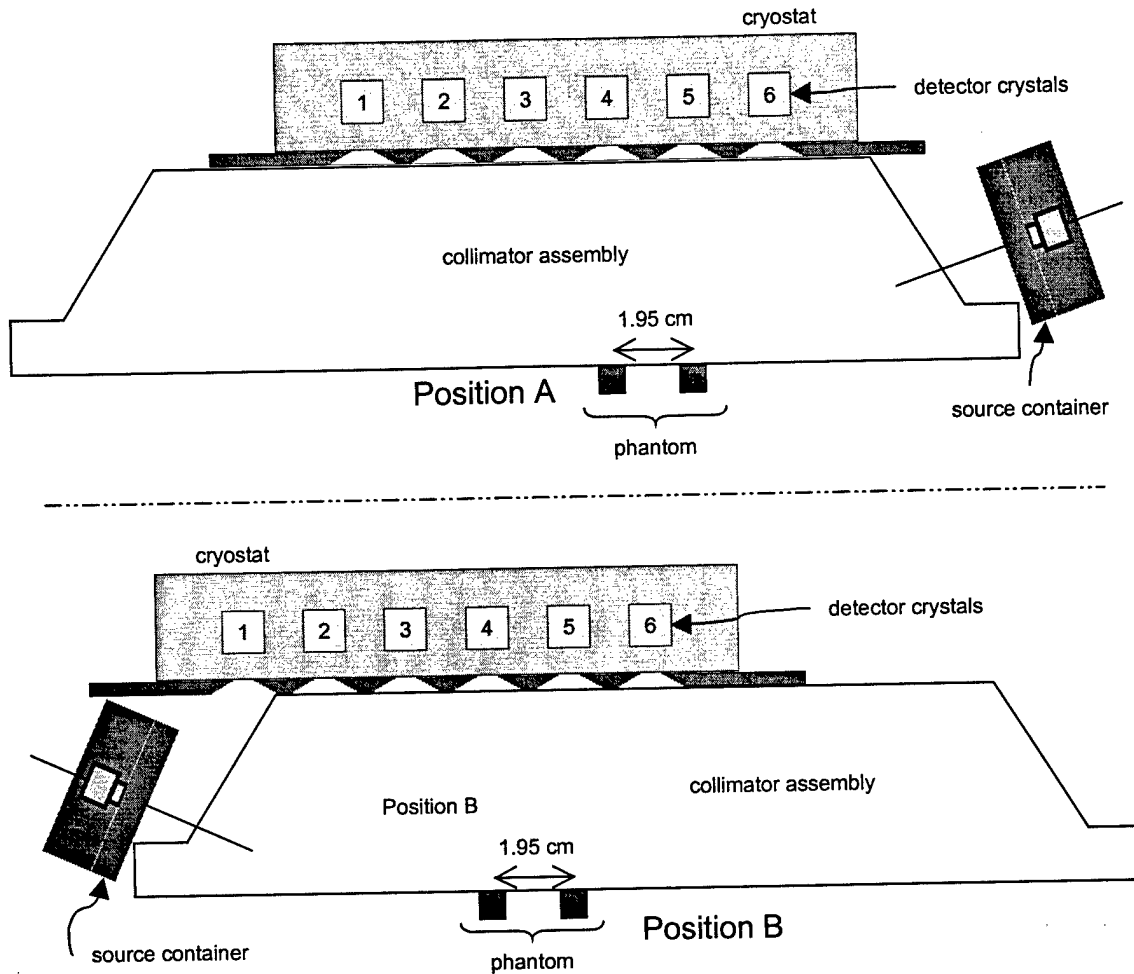 cryostat
1 2 3 4 5 6
detector crystals
collimator assembly
1.95 cm
Position A
source container
phantom
cryostat
1 2 3 4 5 6
detector crystals
collimator assembly
Position B
1.95 cm
Position B
source container
phantom